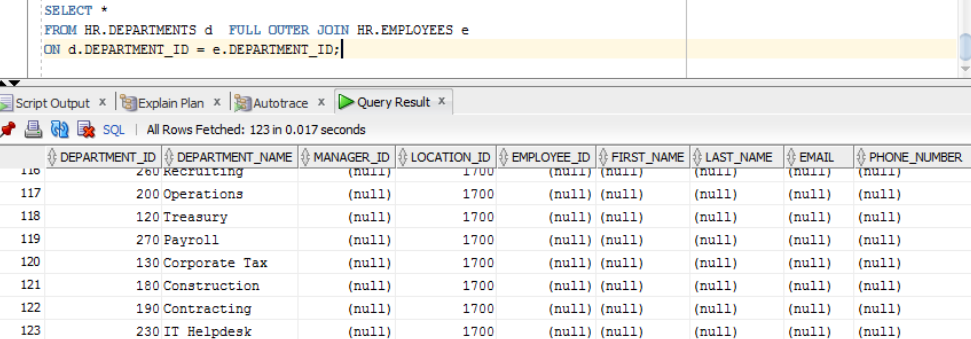 SELECT *
FROM HR.DEPARTMENTS d  FULL OUTER JOIN HR.EMPLOYEES e
ON d.DEPARTMENT_ID = e.DEPARTMENT_ID;
Script Output x Explain Plan x Autotrace x Query Result x
SQL | All Rows Fetched: 123 in 0.017 seconds
DEPARTMENT_ID DEPARTMENT_NAME MANAGER_ID LOCATION_ID EMPLOYEE_ID FIRST_NAME LAST_NAME EMAIL PHONE_NUMBER
116 260 Recruiting (null) 1700 (null) (null) (null) (null) (null)
117 200 Operations (null) 1700 (null) (null) (null) (null) (null)
118 120 Treasury (null) 1700 (null) (null) (null) (null) (null)
119 270 Payroll (null) 1700 (null) (null) (null) (null) (null)
120 130 Corporate Tax (null) 1700 (null) (null) (null) (null) (null)
121 180 Construction (null) 1700 (null) (null) (null) (null) (null)
122 190 Contracting (null) 1700 (null) (null) (null) (null) (null)
123 230 IT Helpdesk (null) 1700 (null) (null) (null) (null) (null)